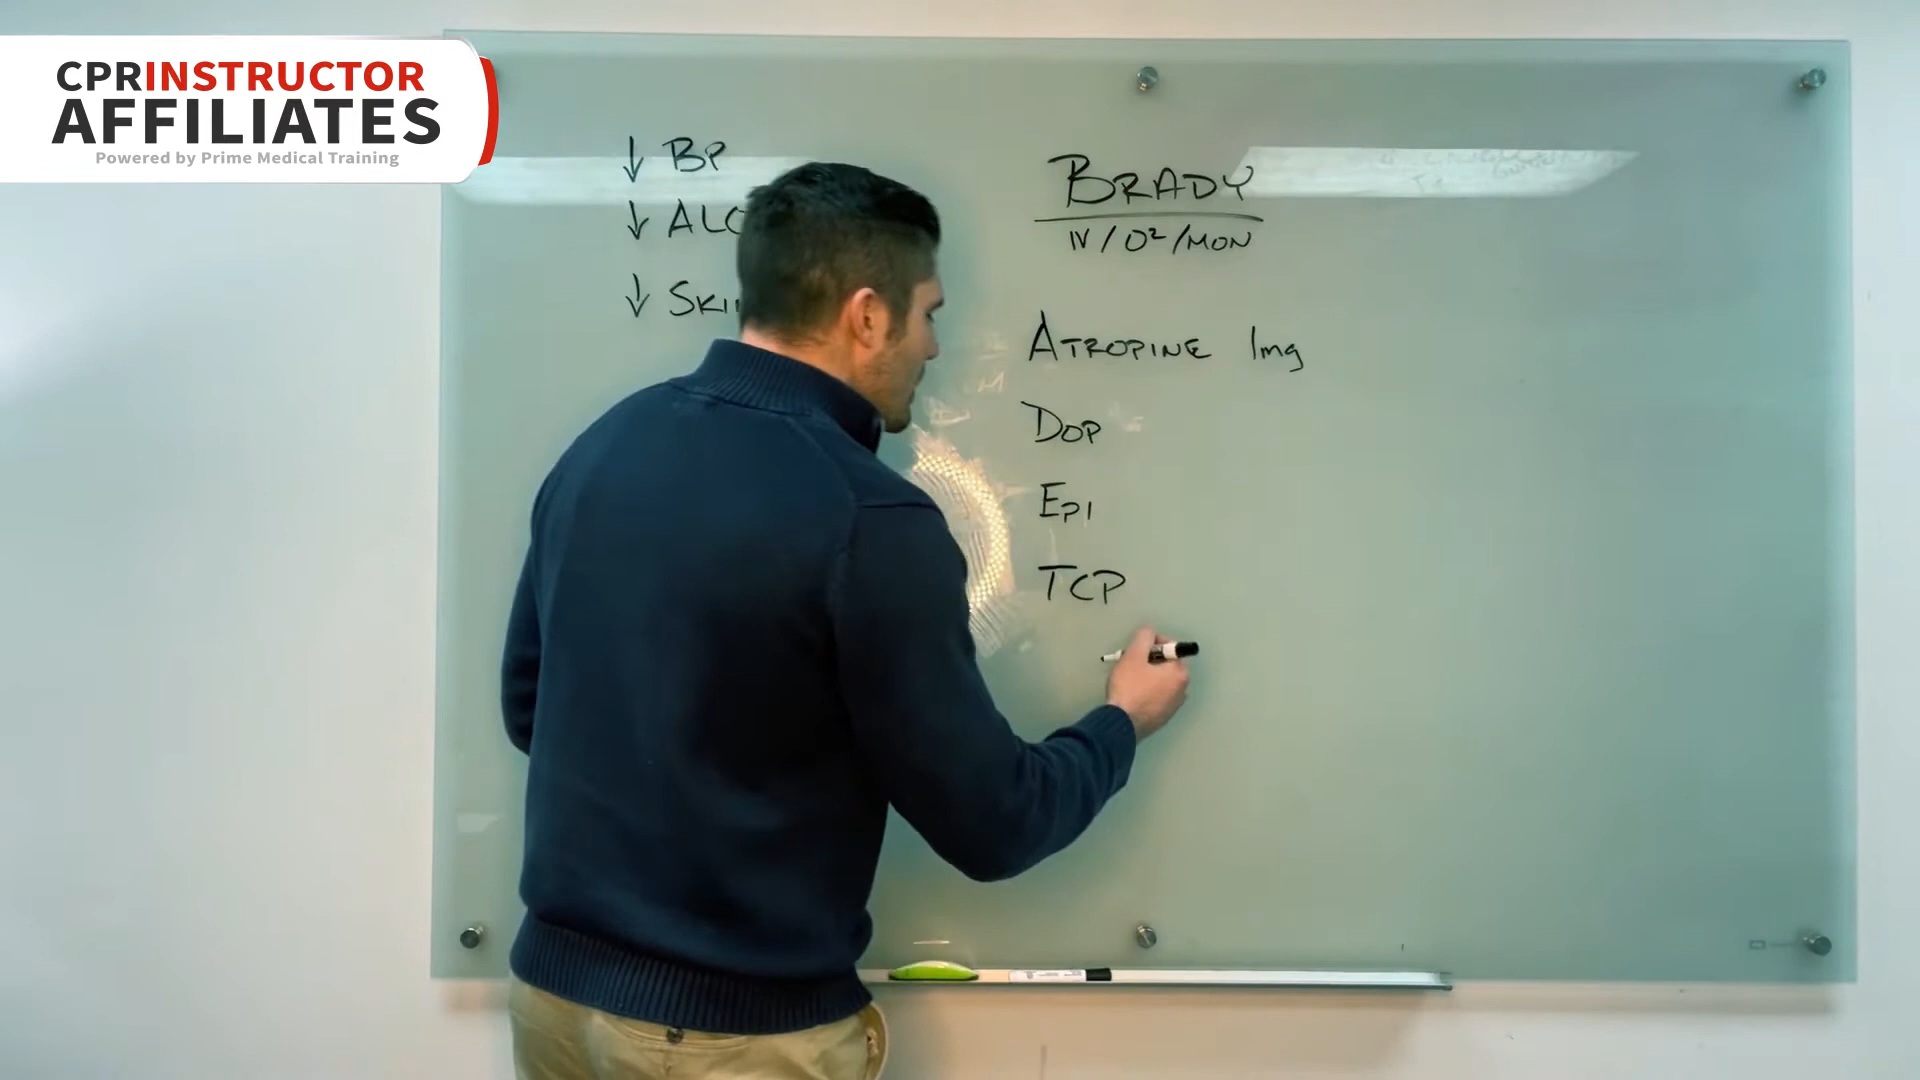 CPRINSTRUCTOR
AFFILIATES
Powered by Prime Medical Training
↓ BP
↓
↓
BRADY
IV / O² / MON
ATROPINE 1mg
DOP
EPI
TCP